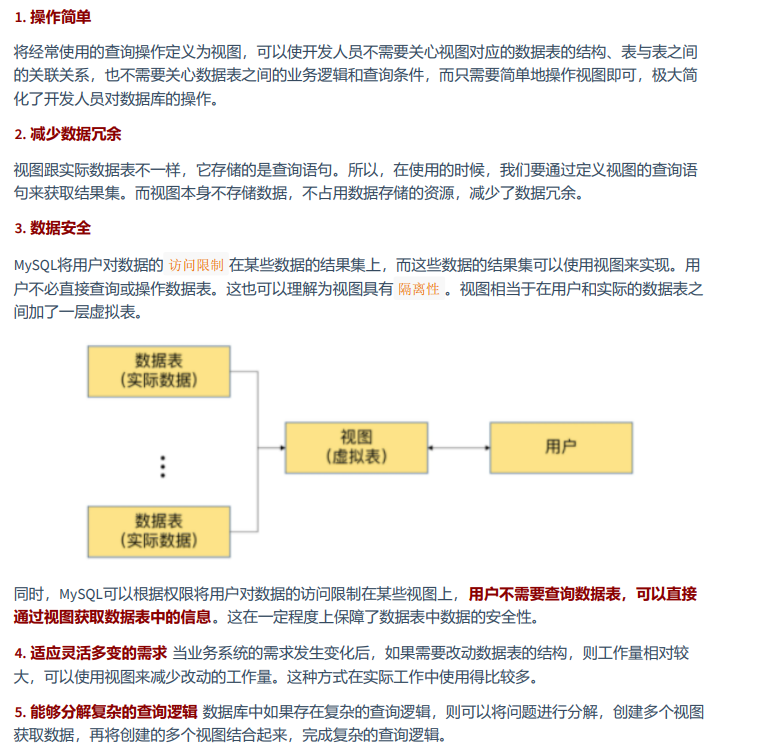 1. 操作简单
将经常使用的查询操作定义为视图，可以使开发人员不需要关心视图对应的数据表的结构、表与表之间
的关联关系，也不需要关心数据表之间的业务逻辑和查询条件，而只需要简单地操作视图即可，极大简
化了开发人员对数据库的操作。
2. 减少数据冗余
视图跟实际数据表不一样，它存储的是查询语句。所以，在使用的时候，我们要通过定义视图的查询语
句来获取结果集。而视图本身不存储数据，不占用数据存储的资源，减少了数据冗余。
3. 数据安全
MySQL将用户对数据的 访问限制 在某些数据的结果集上，而这些数据的结果集可以使用视图来实现。用
户不必直接查询或操作数据表。这也可以理解为视图具有 隔离性 。视图相当于在用户和实际的数据表之
间加了一层虚拟表。
数据表
（实际数据）
视图
（虚拟表）
用户
数据表
（实际数据）
同时，MySQL可以根据权限将用户对数据的访问限制在某些视图上，用户不需要查询数据表，可以直接
通过视图获取数据表中的信息。这在一定程度上保障了数据表中数据的安全性。
4. 适应灵活多变的需求 当业务系统的需求发生变化后，如果需要改动数据表的结构，则工作量相对较
大，可以使用视图来减少改动的工作量。这种方式在实际工作中使用得比较多。
5. 能够分解复杂的查询逻辑 数据库中如果存在复杂的查询逻辑，则可以将问题进行分解，创建多个视图
获取数据，再将创建的多个视图结合起来，完成复杂的查询逻辑。